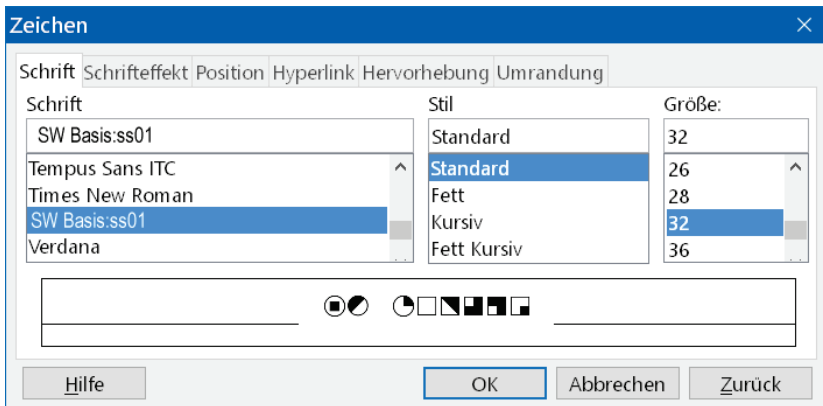 Zeichen
Schrift Schrifteffekt Position Hyperlink Hervorhebung Umrandung
Schrift Stil Größe:
SW Basis:ss01 Standard 32
Tempus Sans ITC Standard 26
Times New Roman Fett 28
SW Basis:ss01 Kursiv 32
Verdana Fett Kursiv 36
Hilfe OK Abbrechen Zurück